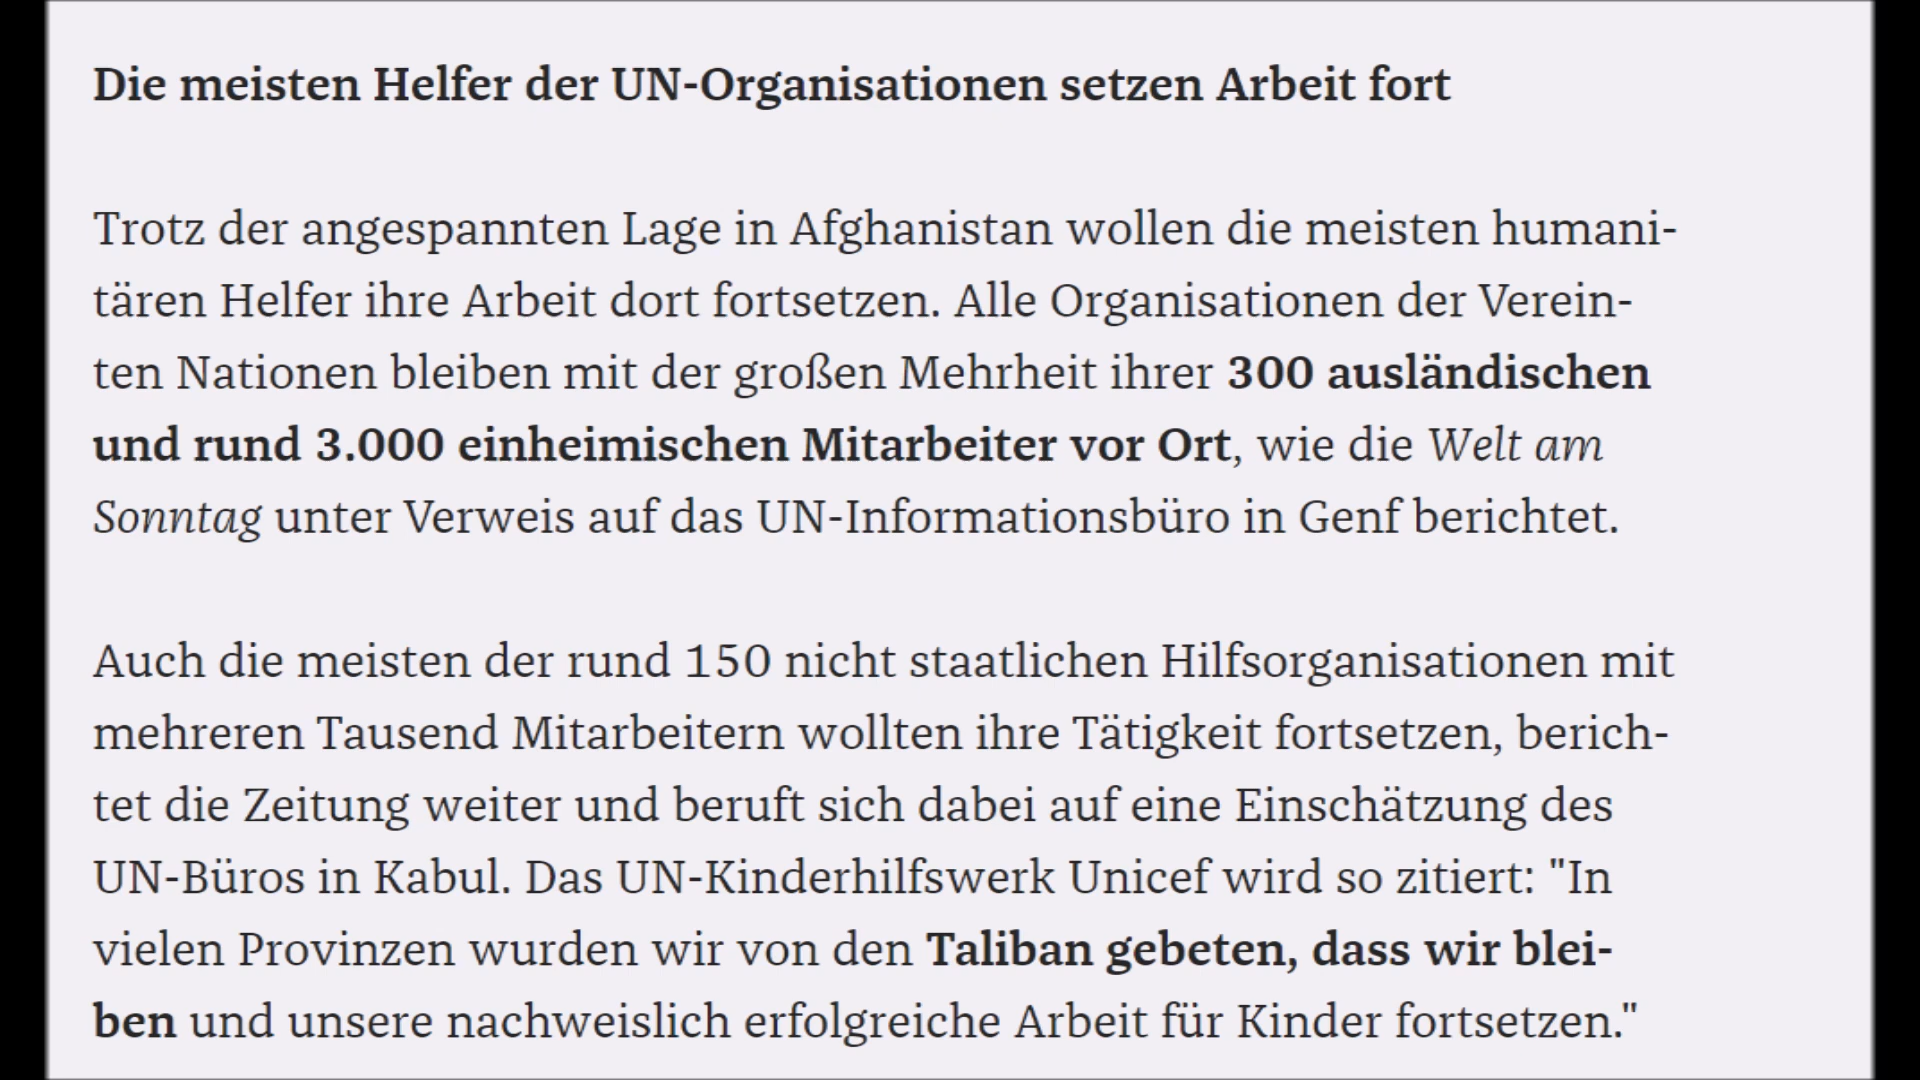 Die meisten Helfer der UN-Organisationen setzen Arbeit fort
Trotz der angespannten Lage in Afghanistan wollen die meisten humani-
tären Helfer ihre Arbeit dort fortsetzen. Alle Organisationen der Verein-
ten Nationen bleiben mit der großen Mehrheit ihrer 300 ausländischen
und rund 3.000 einheimischen Mitarbeiter vor Ort, wie die Welt am
Sonntag unter Verweis auf das UN-Informationsbüro in Genf berichtet.
Auch die meisten der rund 150 nicht staatlichen Hilfsorganisationen mit
mehreren Tausend Mitarbeitern wollten ihre Tätigkeit fortsetzen, berich-
tet die Zeitung weiter und beruft sich dabei auf eine Einschätzung des
UN-Büros in Kabul. Das UN-Kinderhilfswerk Unicef wird so zitiert: "In
vielen Provinzen wurden wir von den Taliban gebeten, dass wir blei-
ben und unsere nachweislich erfolgreiche Arbeit für Kinder fortsetzen."